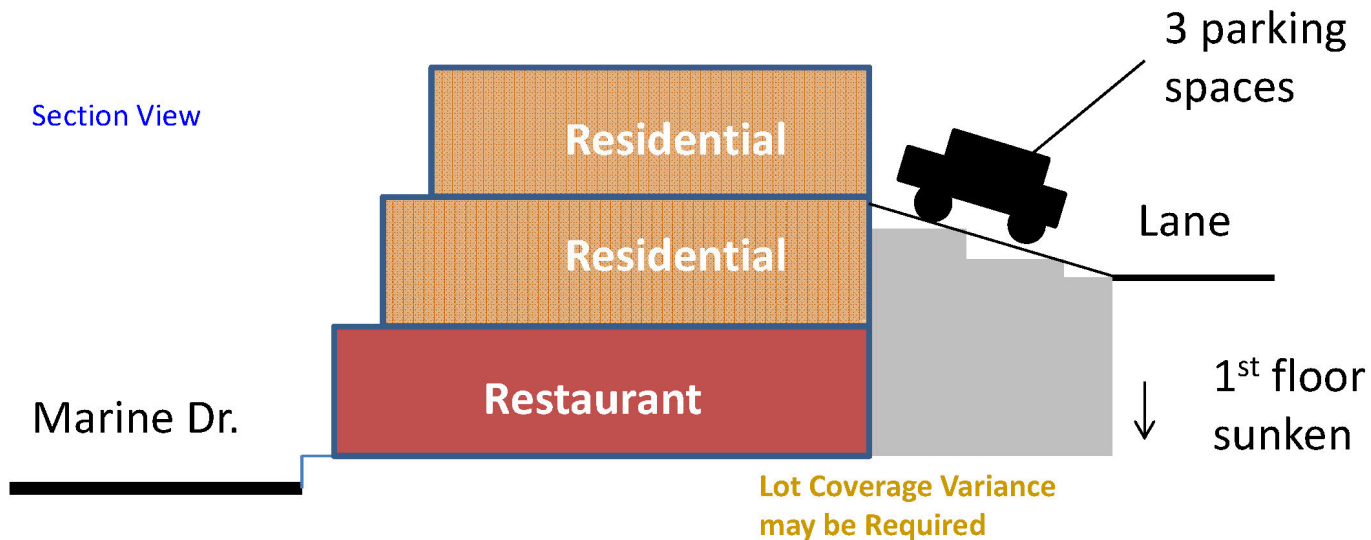 3 parking
spaces
Section View
Residential
Residential
Lane
Restaurant
1st floor
sunken
Marine Dr.
Lot Coverage Variance
may be Required